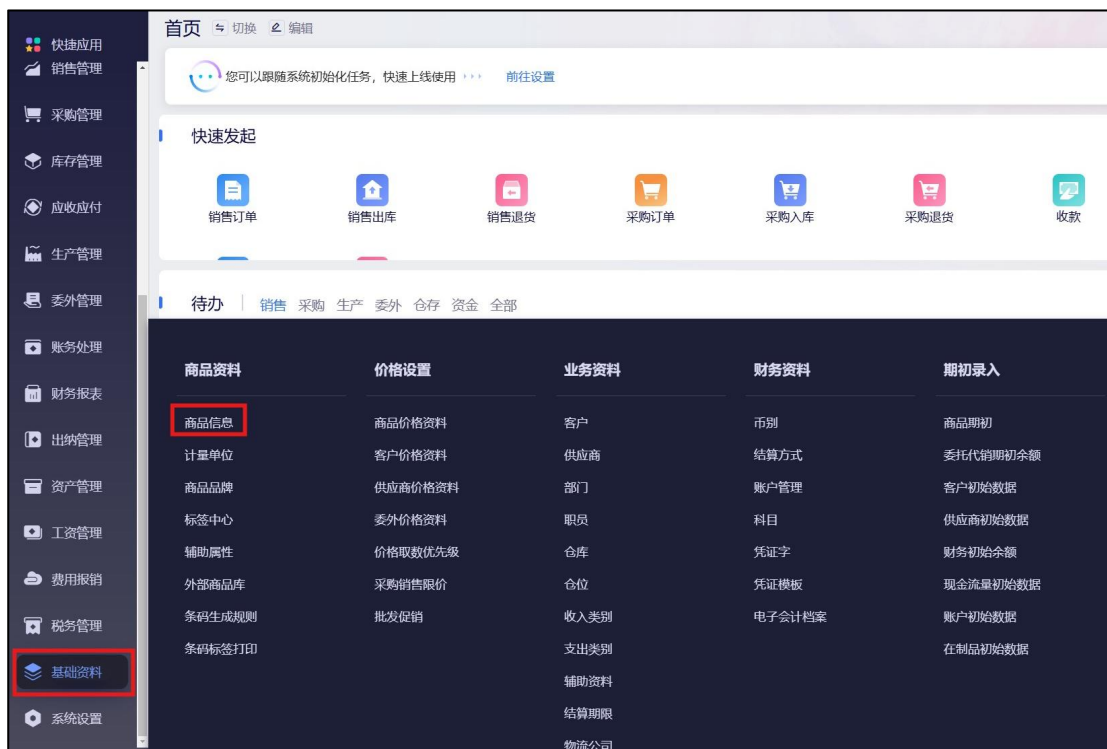 首页 切换 编辑
快捷应用
销售管理
采购管理
库存管理
应收应付
生产管理
委外管理
账务处理
财务报表
出纳管理
资产管理
工资管理
费用报销
税务管理
基础资料
系统设置
您可以跟随系统初始化任务，快速上线使用 前往设置
快速发起
销售订单 销售出库 销售退货 采购订单 采购入库 采购退货 收款
待办 销售 采购 生产 委外 仓存 资金 全部
商品资料
商品信息
计量单位
商品品牌
标签中心
辅助属性
外部商品库
条码生成规则
条码标签打印
价格设置
商品价格资料
客户价格资料
供应商价格资料
委外价格资料
价格取数优先级
采购销售限价
批发促销
业务资料
客户
供应商
部门
职员
仓库
仓位
收入类别
支出类别
辅助资料
结算期限
物流公司
财务资料
币别
结算方式
账户管理
科目
凭证字
凭证模板
电子会计档案
期初录入
商品期初
委托代销期初余额
客户初始数据
供应商初始数据
财务初始余额
现金流量初始数据
账户初始数据
在制品初始数据